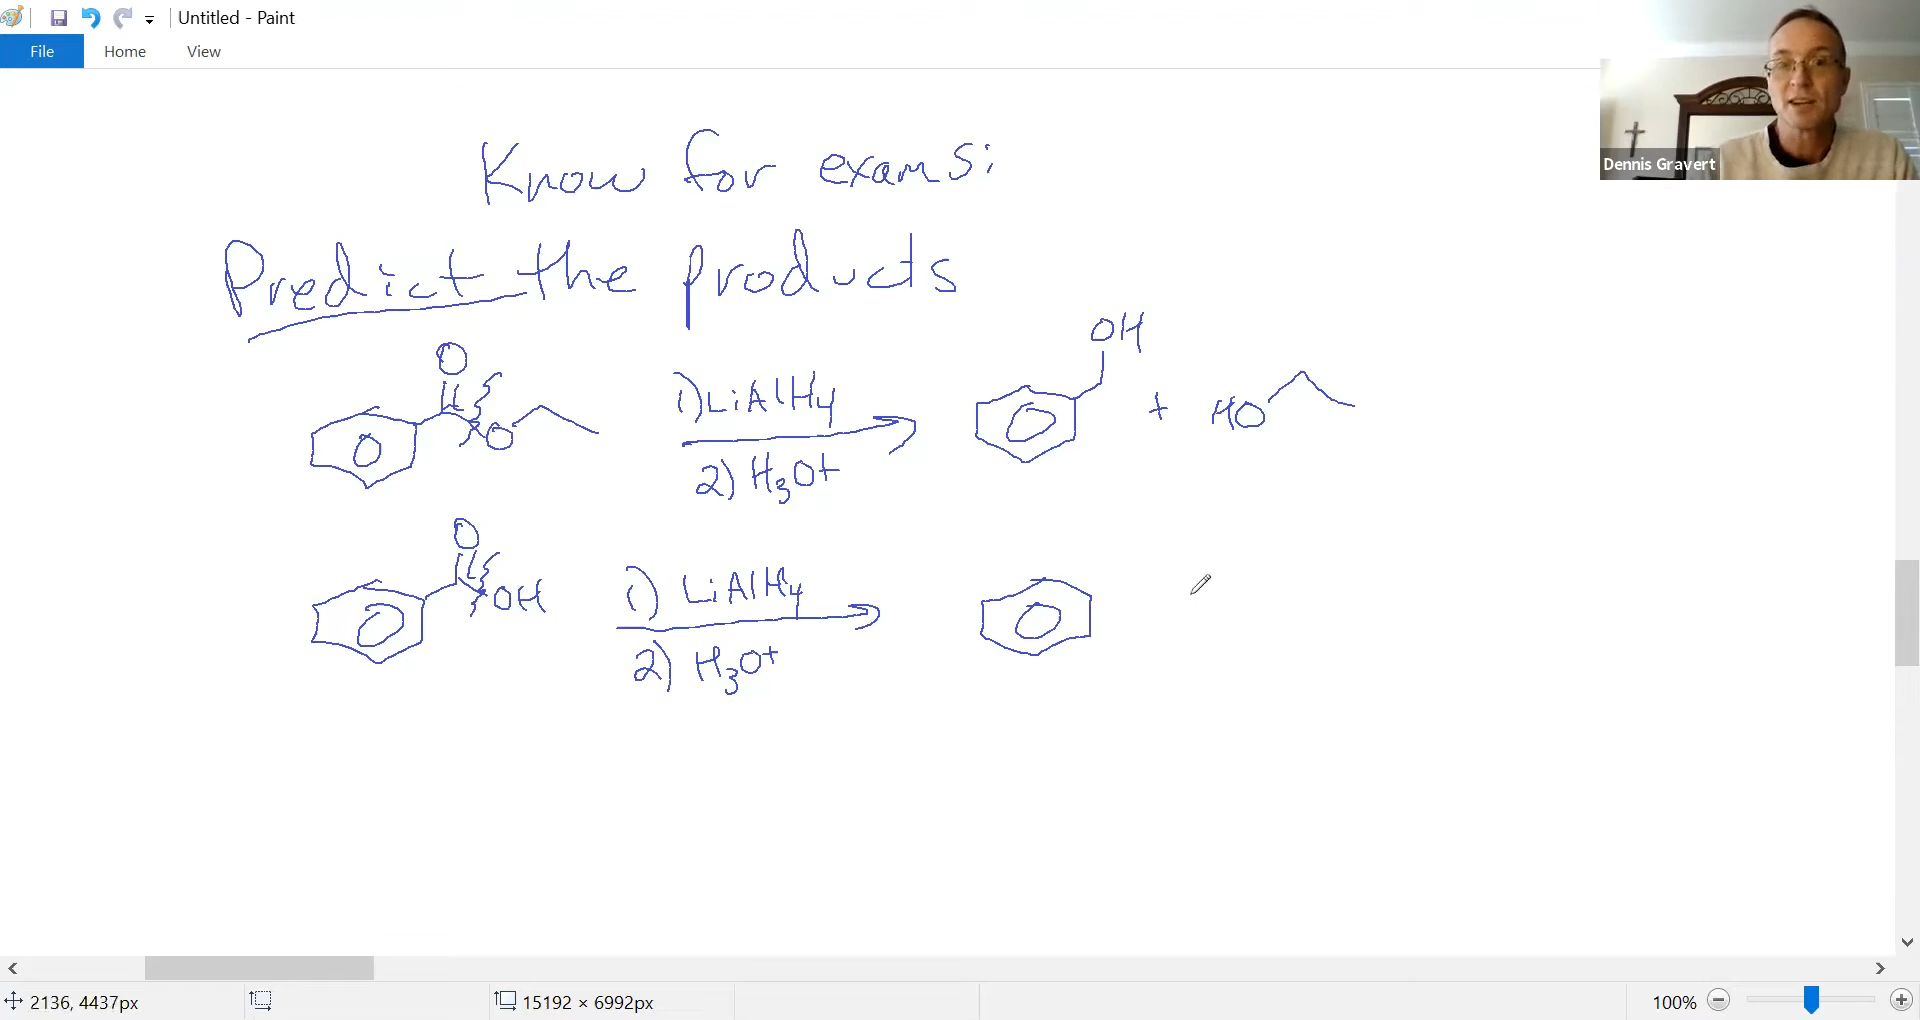 Untitled - Paint
File Home View
Dennis Gravert
Know for exams:
Predict the products
O
O
1) LiAlH4
2) H3O+
OH
+ HO
O
OH
1) LiAlH4
2) H3O+
2136, 4437px
15192 × 6992px
100%